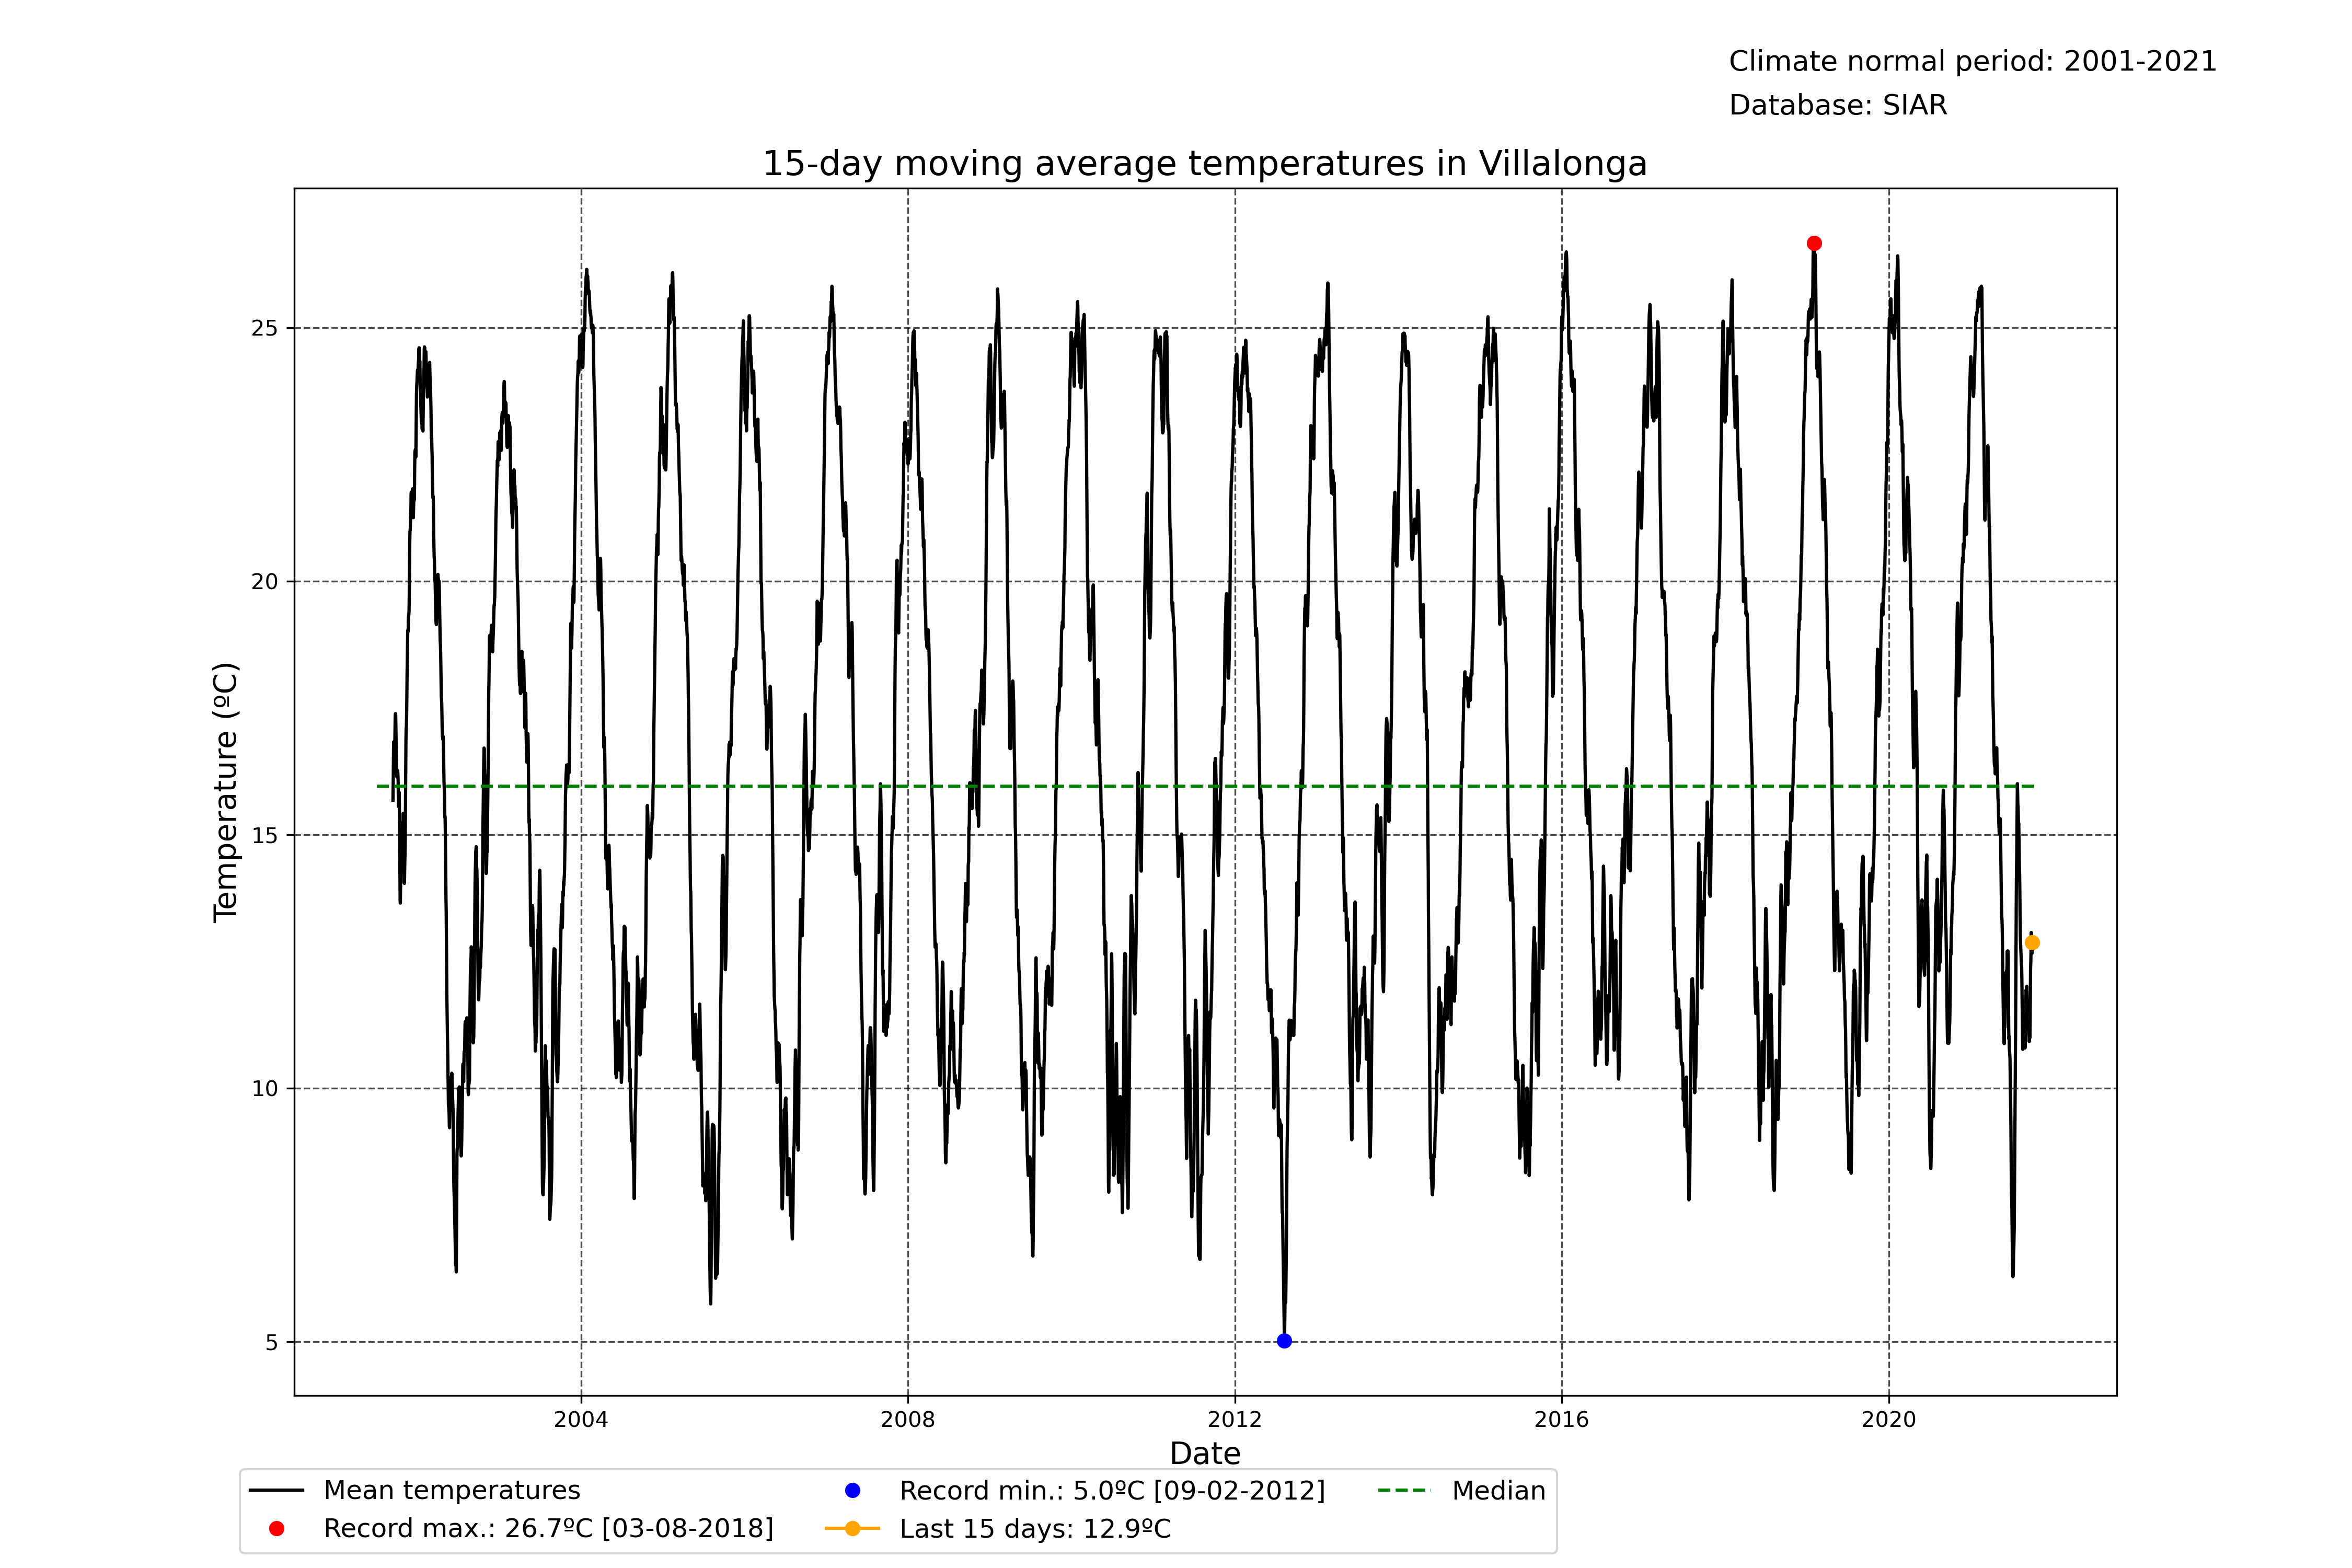 Climate normal period: 2001-2021
Database: SIAR
15-day moving average temperatures in Villalonga
25
20
15
10
5
Temperature (ºC)
2004 2008 2012 2016 2020
Date
Mean temperatures
Record max.: 26.7ºC [03-08-2018]
Record min.: 5.0ºC [09-02-2012]
Last 15 days: 12.9ºC
Median